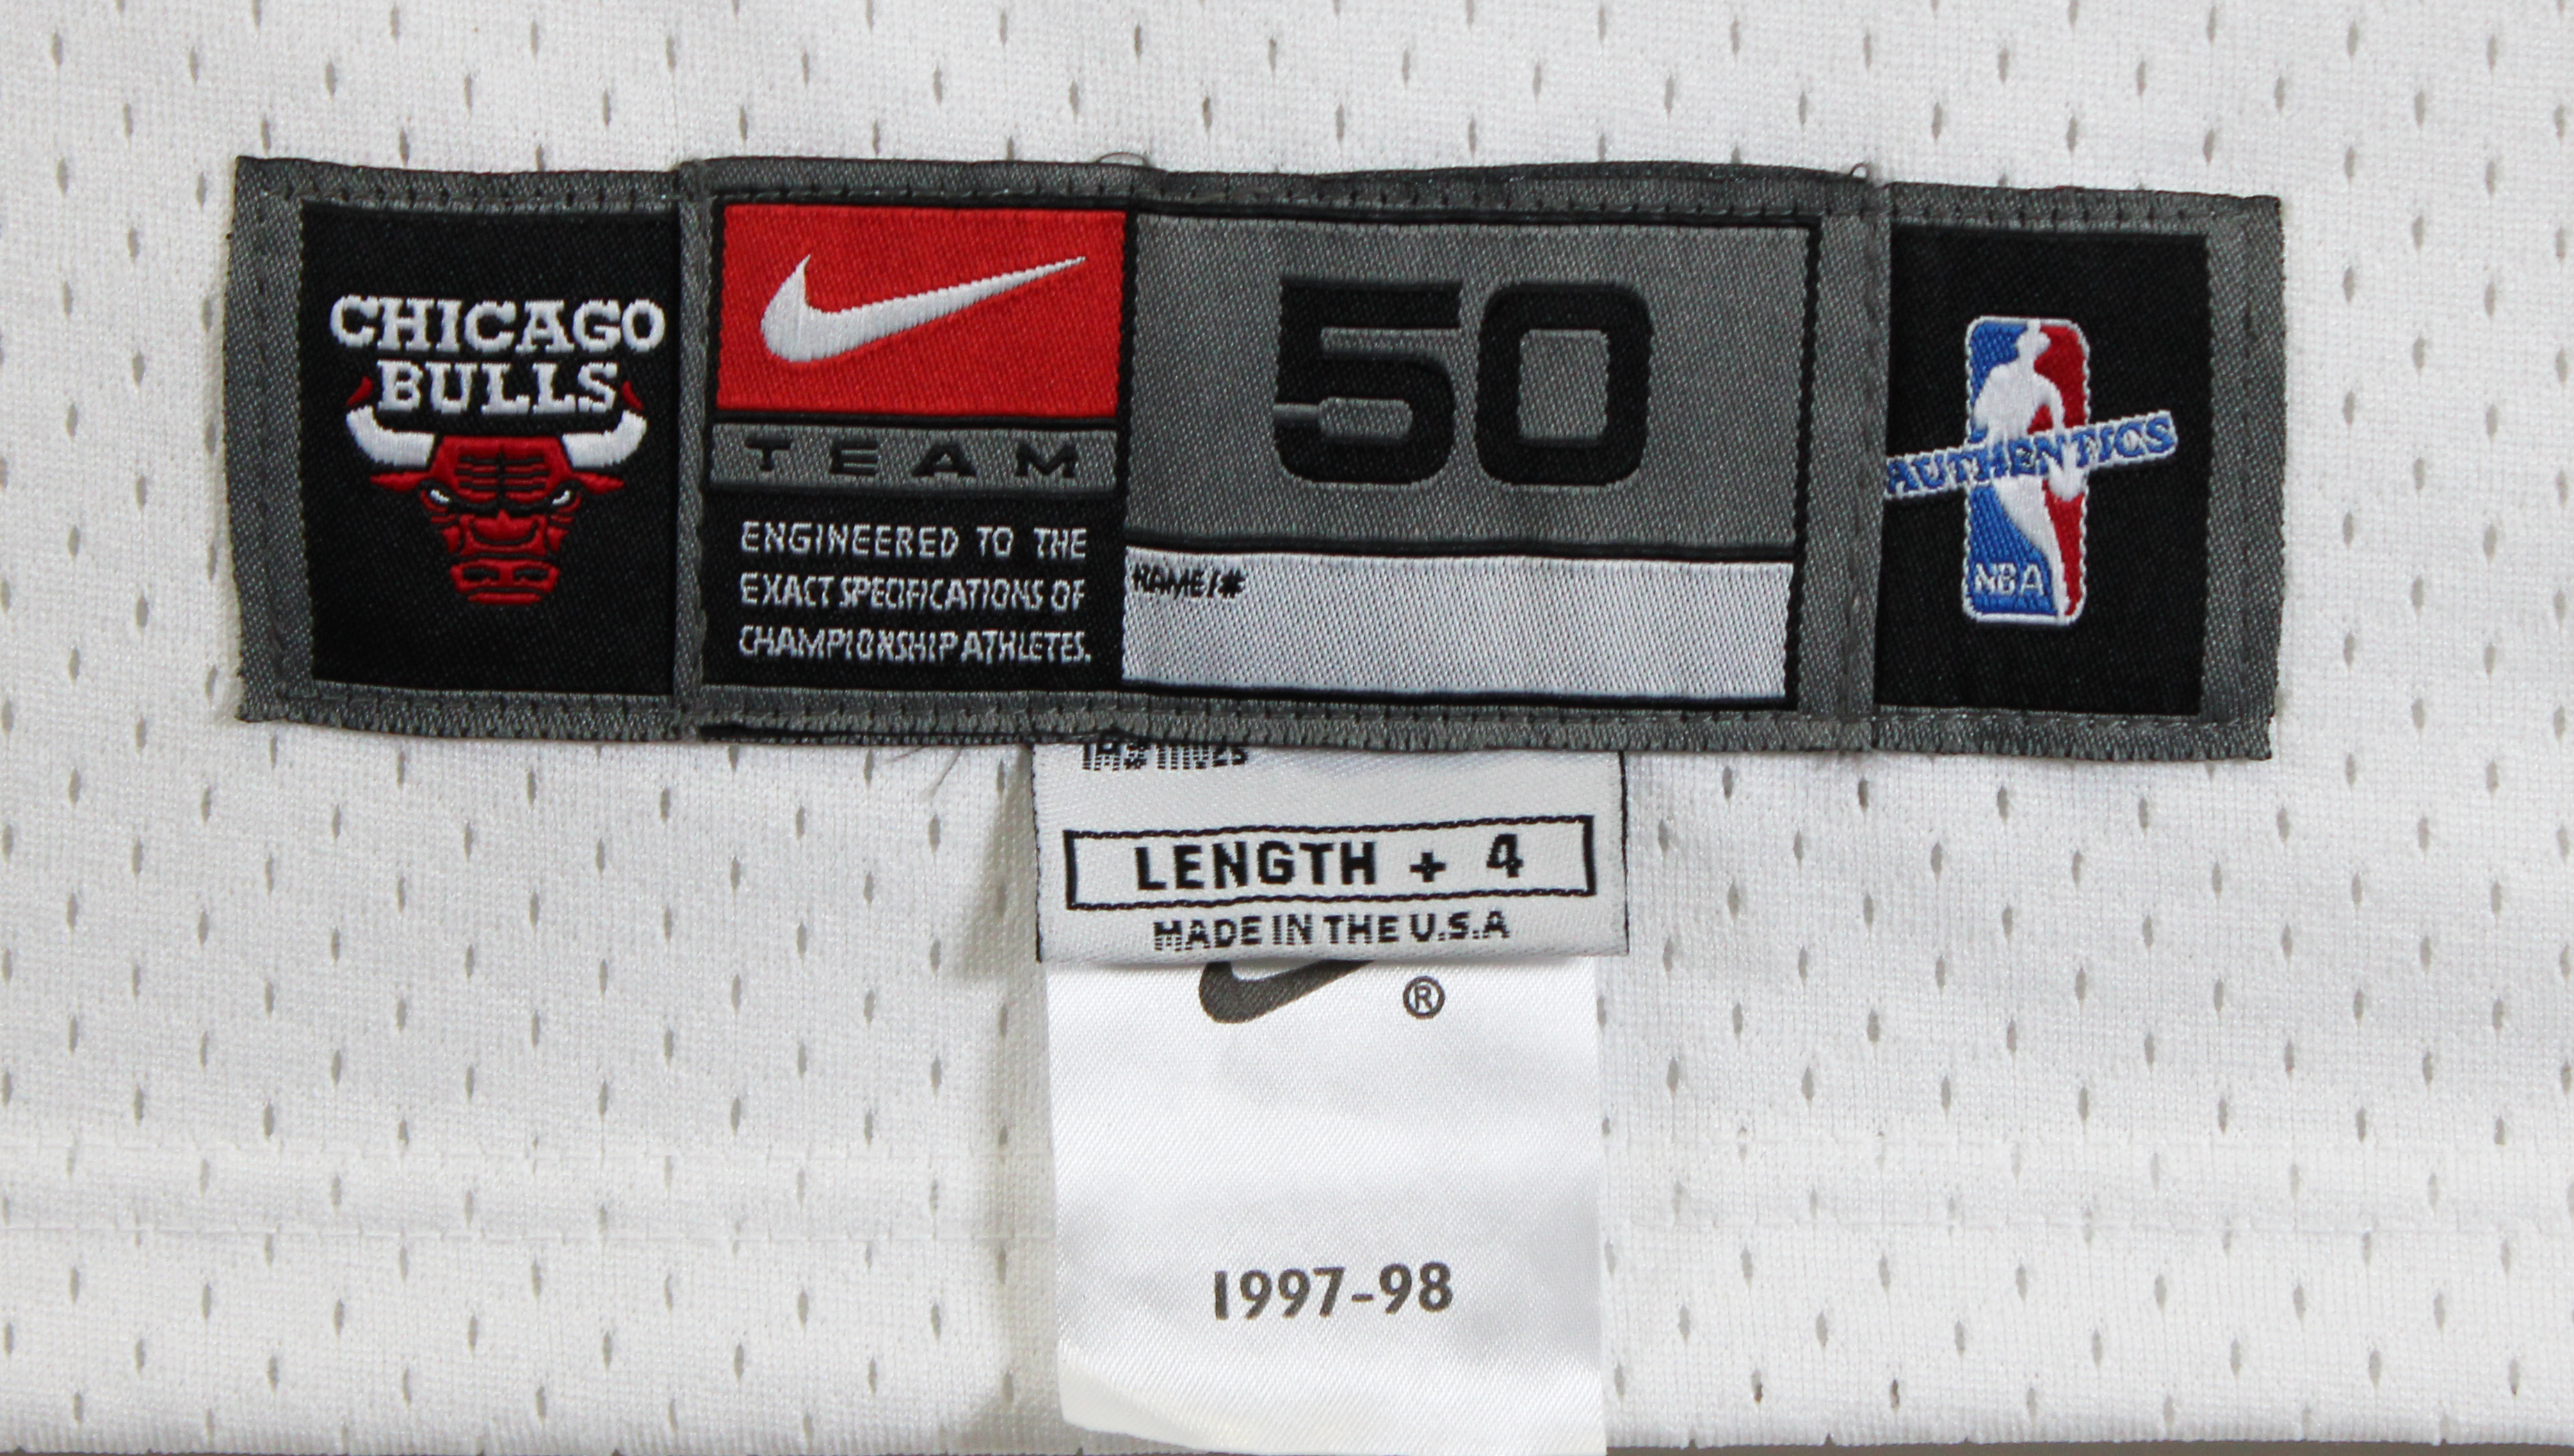 CHICAGO
BULLS
TEAM
ENGINEERED TO THE
EXACT SPECIFICATIONS OF
CHAMPIONSHIP ATHLETES.
50
NAME/#
AUTHENTICS
NBA
LENGTH + 4
MADE IN THE U.S.A
®
1997-98